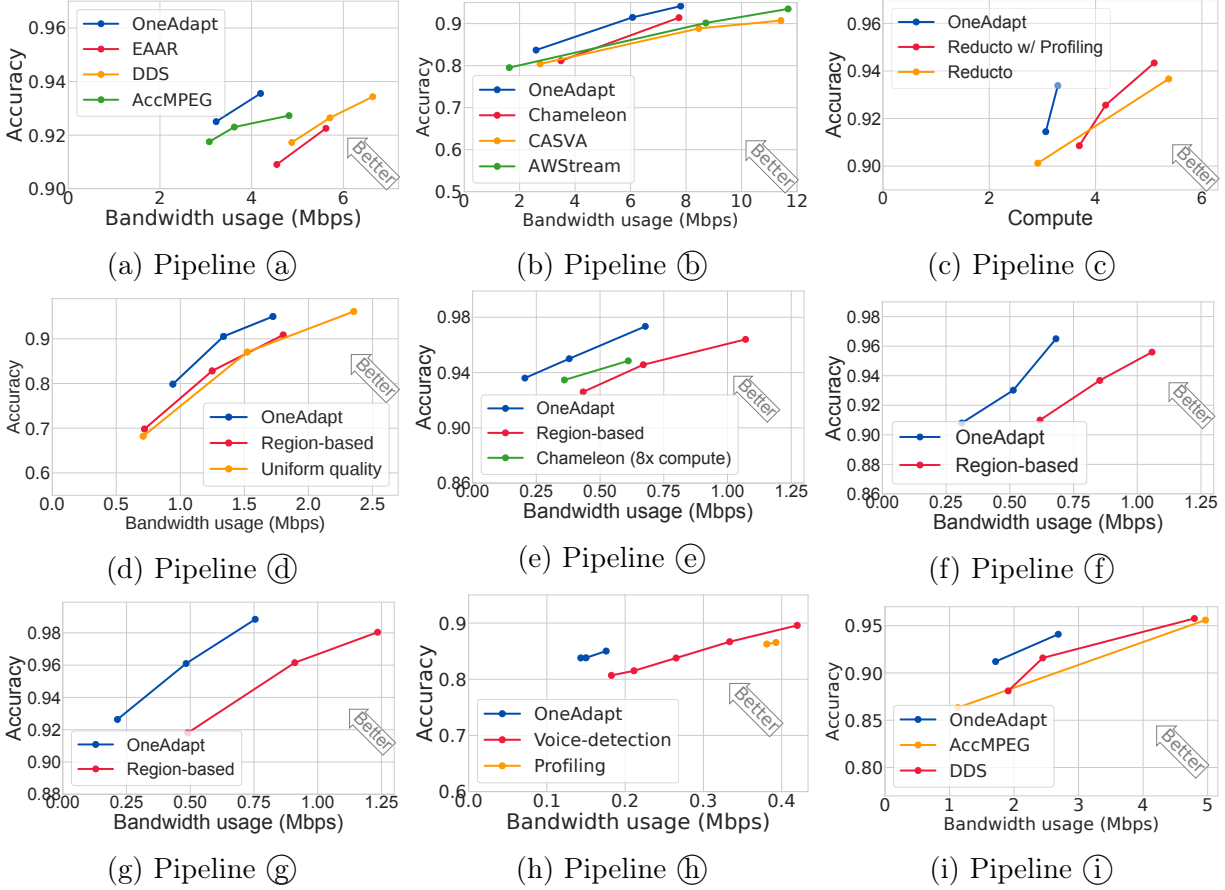 0.96
0.94
0.92
0.90
Accuracy
OneAdapt
EAAR
DDS
AccMPEG
Better
0 2 4 6
Bandwidth usage (Mbps)
(a) Pipeline ⓐ
0.9
0.8
0.7
0.6
0.5
Accuracy
OneAdapt
Chameleon
CASVA
AWStream
Better
0 2 4 6 8 10 12
Bandwidth usage (Mbps)
(b) Pipeline ⓑ
0.96
0.94
0.92
0.90
Accuracy
OneAdapt
Reducto w/ Profiling
Reducto
Better
0 2 4 6
Compute
(c) Pipeline ⓒ
0.9
0.8
0.7
0.6
Accuracy
Better
OneAdapt
Region-based
Uniform quality
0.0 0.5 1.0 1.5 2.0 2.5
Bandwidth usage (Mbps)
(d) Pipeline ⓓ
0.98
0.94
0.90
0.86
Accuracy
Better
OneAdapt
Region-based
Chameleon (8x compute)
0.00 0.25 0.50 0.75 1.00 1.25
Bandwidth usage (Mbps)
(e) Pipeline ⓔ
0.98
0.96
0.94
0.92
0.90
0.88
0.86
Accuracy
Better
OneAdapt
Region-based
0.00 0.25 0.50 0.75 1.00 1.25
Bandwidth usage (Mbps)
(f) Pipeline ⓕ
0.98
0.96
0.94
0.92
0.90
0.88
Accuracy
Better
OneAdapt
Region-based
0.00 0.25 0.50 0.75 1.00 1.25
Bandwidth usage (Mbps)
(g) Pipeline ⓖ
0.9
0.8
0.7
0.6
Accuracy
Better
OneAdapt
Voice-detection
Profiling
0.0 0.1 0.2 0.3 0.4
Bandwidth usage (Mbps)
(h) Pipeline ⓗ
0.95
0.90
0.85
0.80
Accuracy
Better
OndeAdapt
AccMPEG
DDS
0 1 2 3 4 5
Bandwidth usage (Mbps)
(i) Pipeline ⓘ